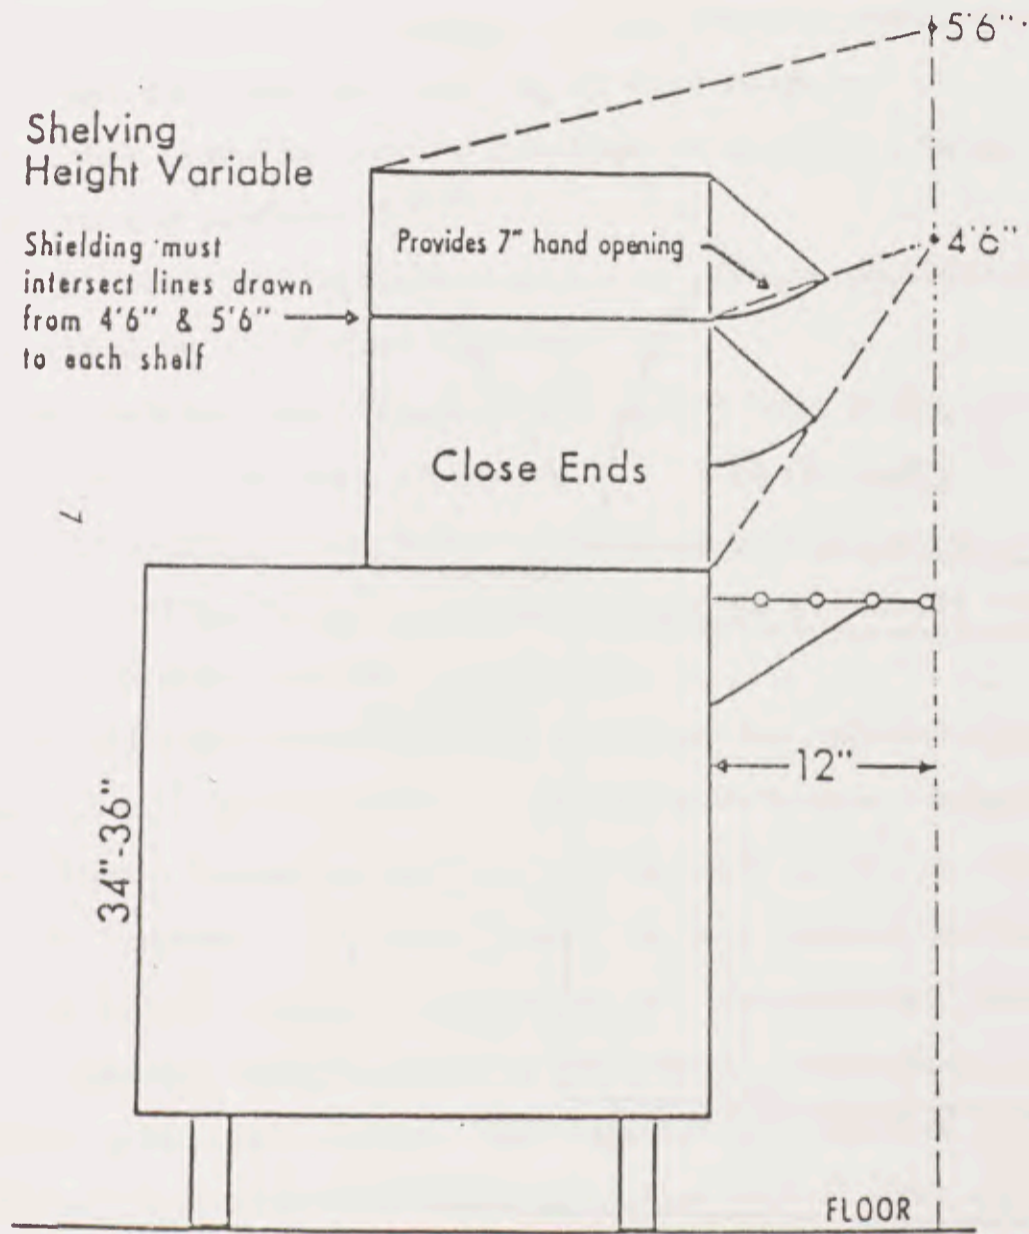 5'6"
Shelving
Height Variable
Provides 7" hand opening
4'6"
Shielding must
intersect lines drawn
from 4'6" & 5'6"
to each shelf
Close Ends
7
12"
34"-36"
FLOOR